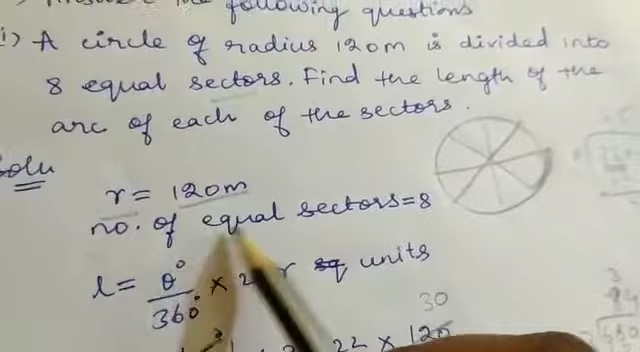 following questions
i) A circle of radius 120m is divided into
8 equal sectors. Find the length of the
arc of each of the sectors.
Solu
r = 120m
no. of equal sectors = 8
l = θ°/360° × 2 r sq units
30
22 × 120
3